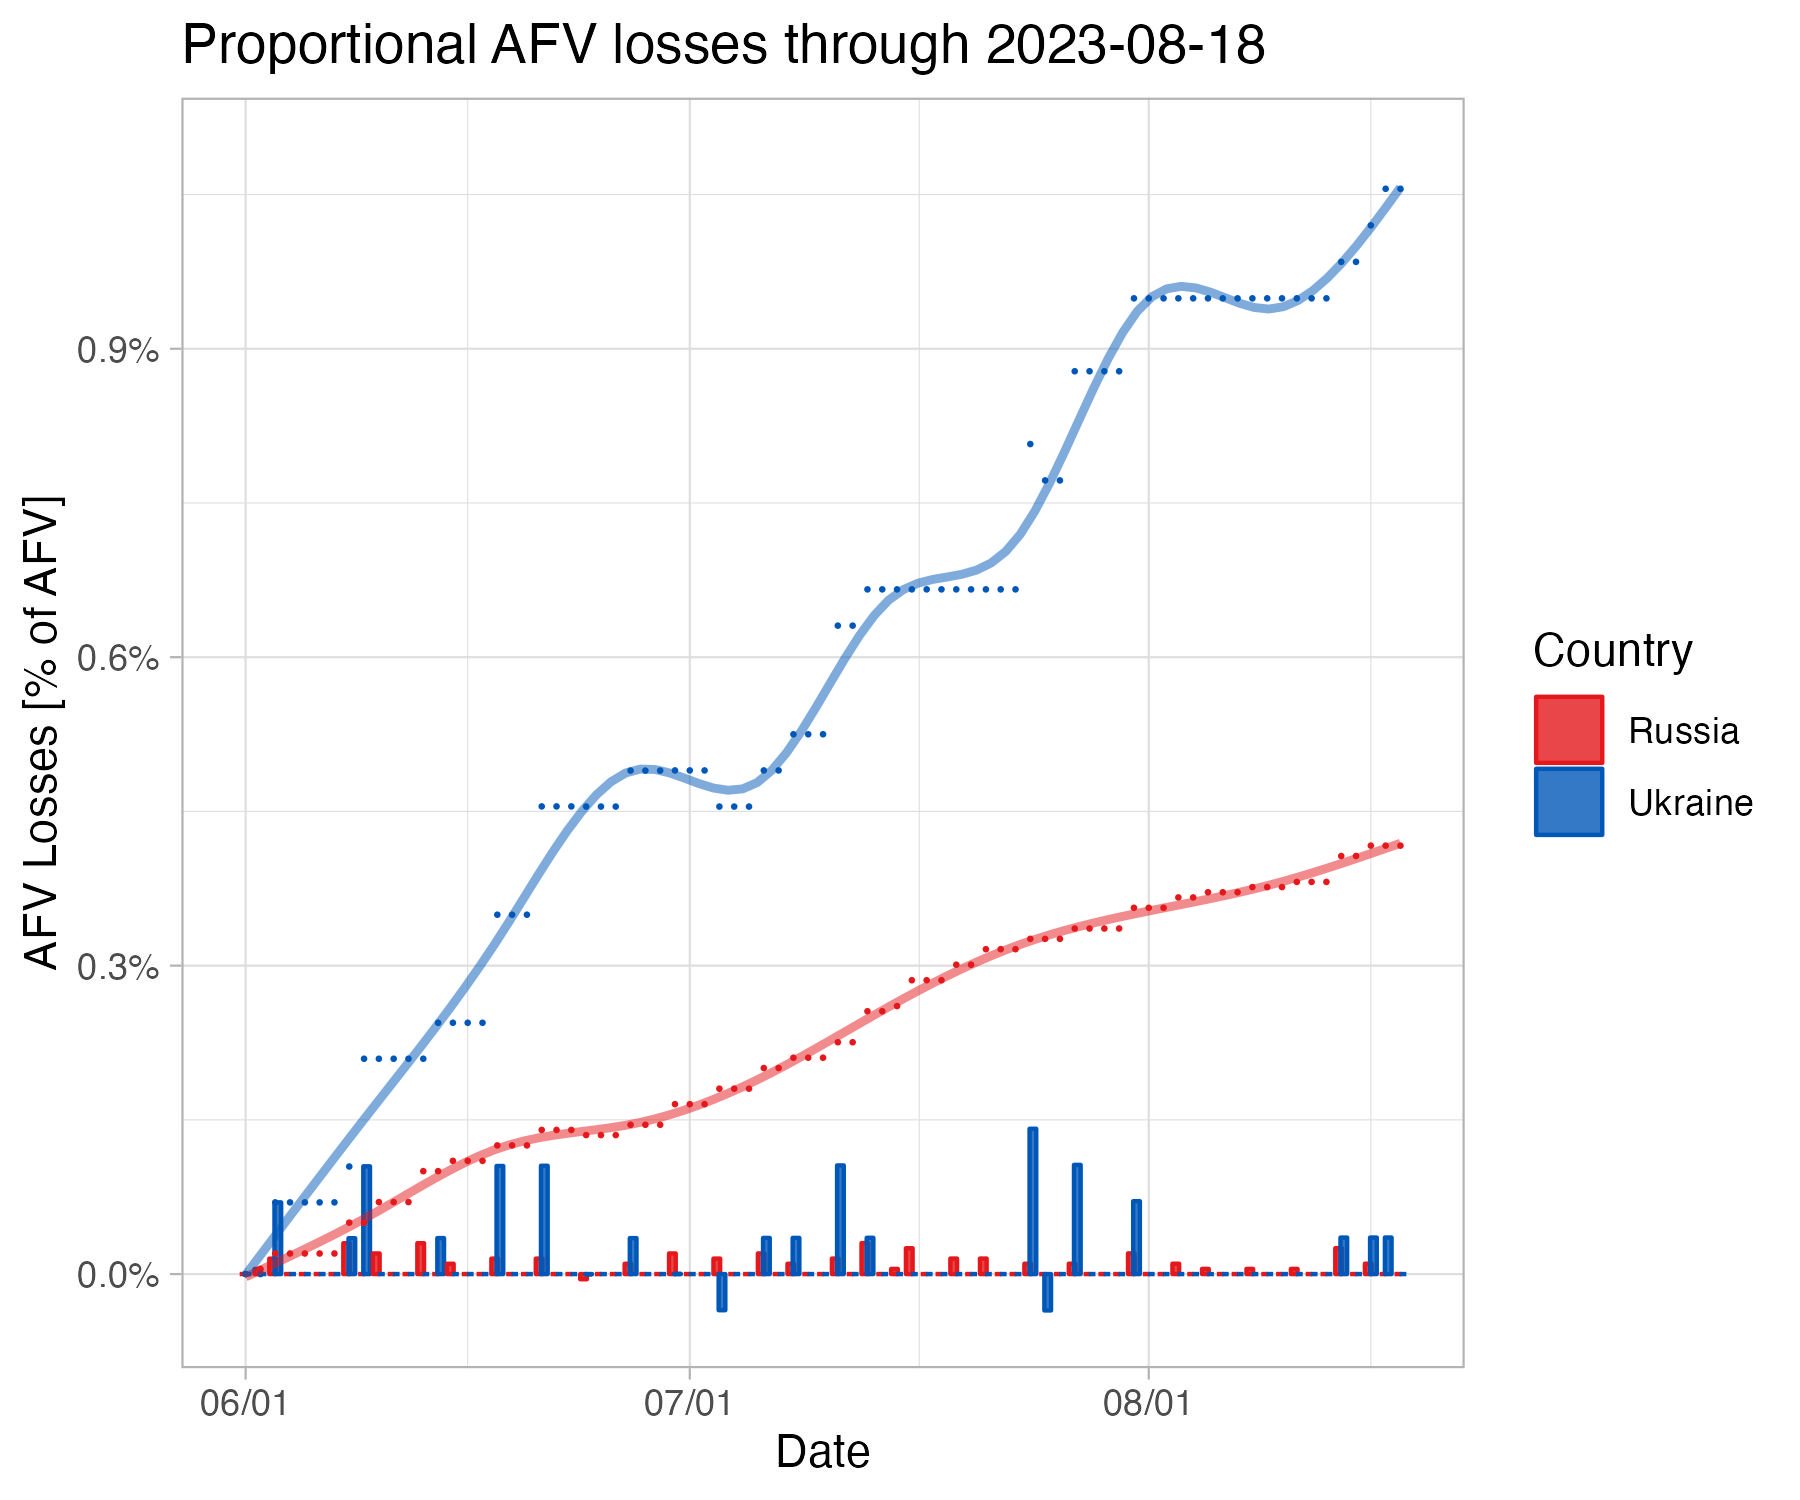 Proportional AFV losses through 2023-08-18
AFV Losses [% of AFV]
0.9%
0.6%
0.3%
0.0%
06/01
07/01
08/01
Date
Country
Russia
Ukraine